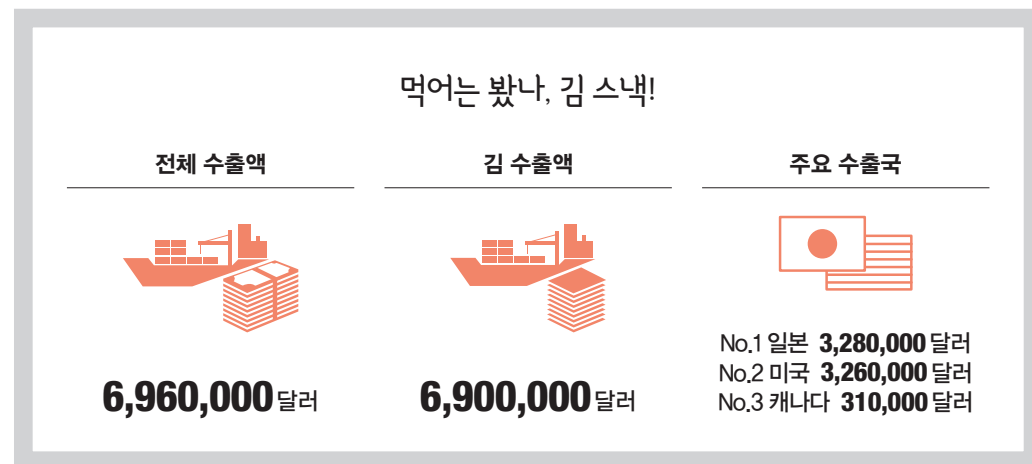 먹어는 봤나, 김 스낵!
전체 수출액
김 수출액
주요 수출국
6,960,000 달러
6,900,000 달러
No.1 일본 3,280,000 달러
No.2 미국 3,260,000 달러
No.3 캐나다 310,000 달러